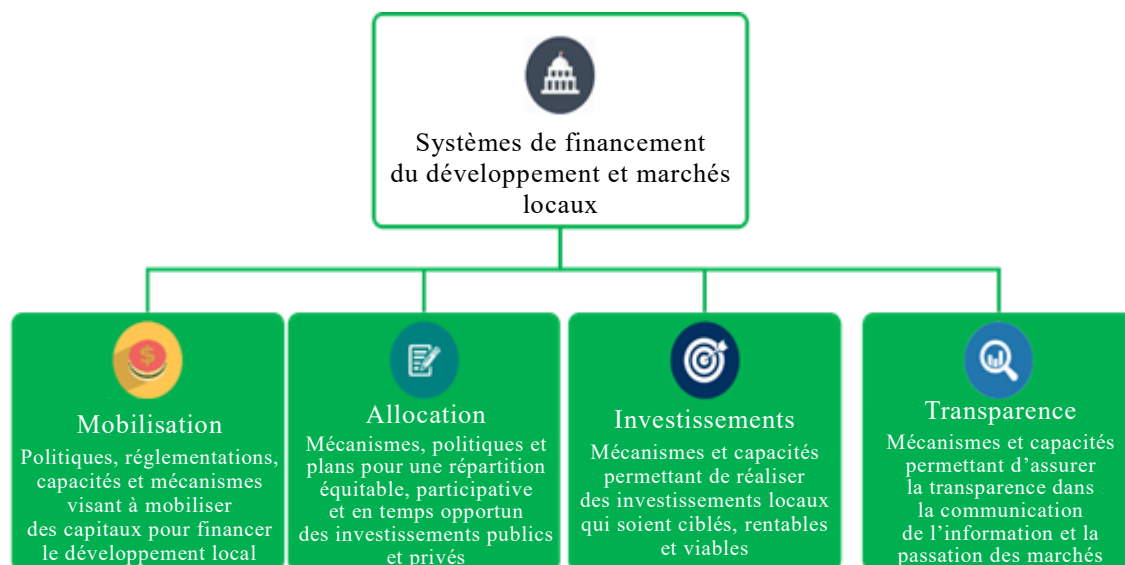 Systèmes de financement
du développement et marchés
locaux
Mobilisation
Politiques, réglementations,
capacités et mécanismes
visant à mobiliser
des capitaux pour financer
le développement local
Allocation
Mécanismes, politiques et
plans pour une répartition
équitable, participative
et en temps opportun
des investissements publics
et privés
Investissements
Mécanismes et capacités
permettant de réaliser
des investissements locaux
qui soient ciblés, rentables
et viables
Transparence
Mécanismes et capacités
permettant d’assurer
la transparence dans
la communication
de l’information et la
passation des marchés